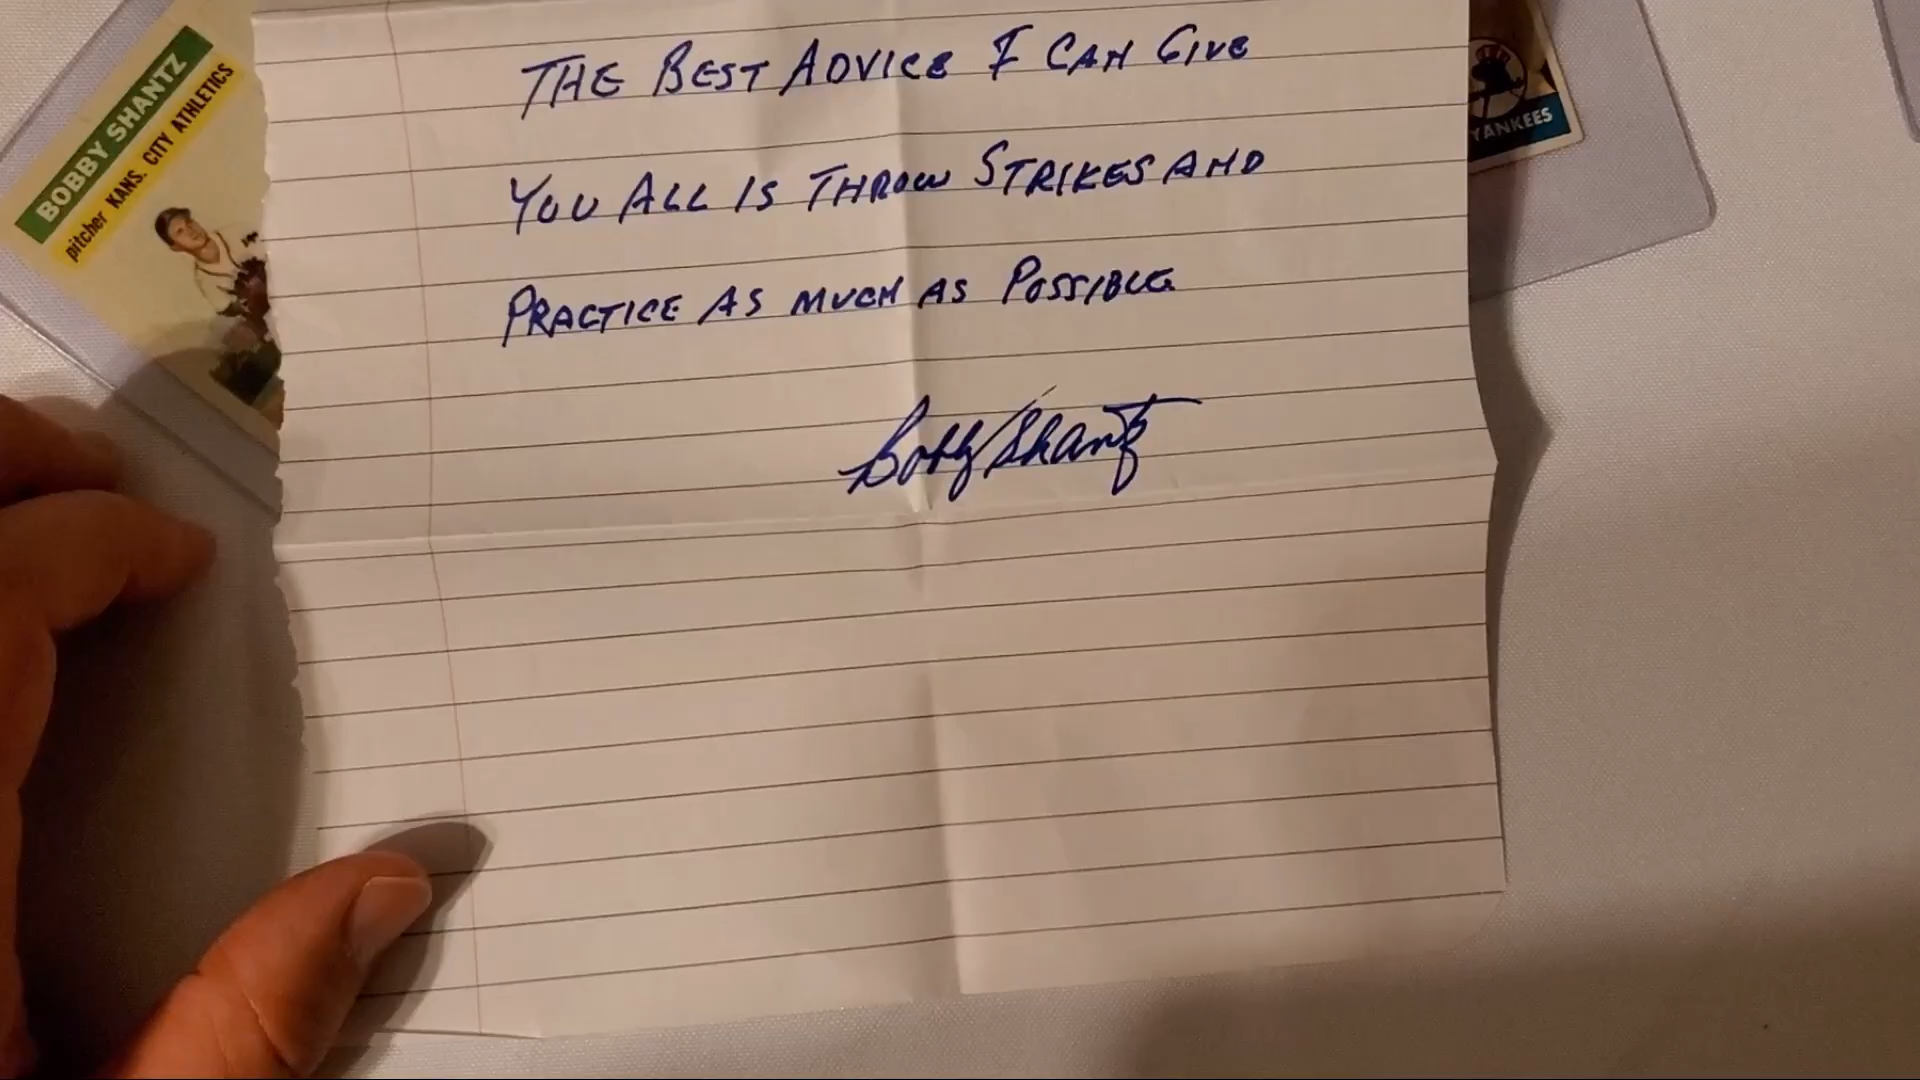 THE BEST ADVICE I CAN GIVE
YOU ALL IS THROW STRIKES AND
PRACTICE AS MUCH AS POSSIBLE
Bobby Shantz
BOBBY SHANTZ
pitcher KANS. CITY ATHLETICS
YANKEES